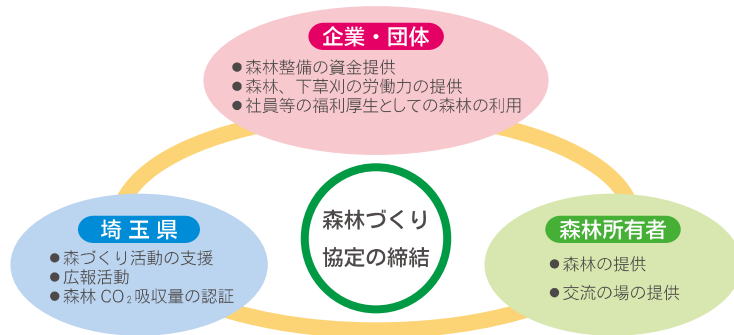 企業・団体
●森林整備の資金提供
●森林、下草刈の労働力の提供
●社員等の福利厚生としての森林の利用
森林づくり
協定の締結
埼玉県
●森づくり活動の支援
●広報活動
●森林CO₂吸収量の認証
森林所有者
●森林の提供
●交流の場の提供